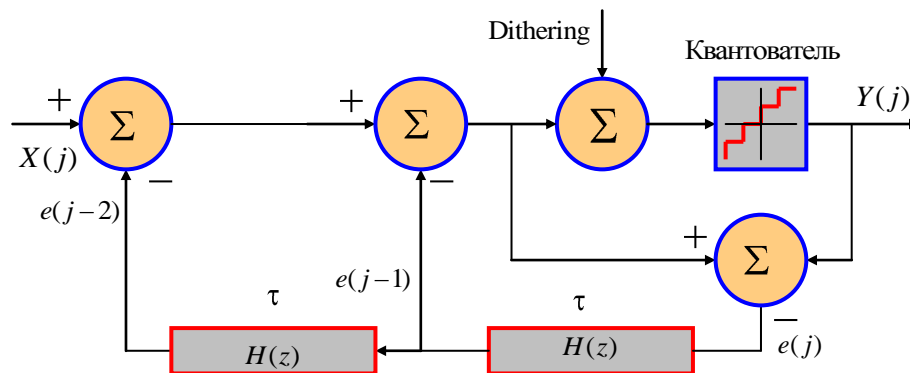 Dithering
Квантователь
+ Σ + Σ Σ Y(j)
X(j) − −
e(j−2)
+ Σ
τ e(j−1) τ
−
H(z) H(z) e(j)